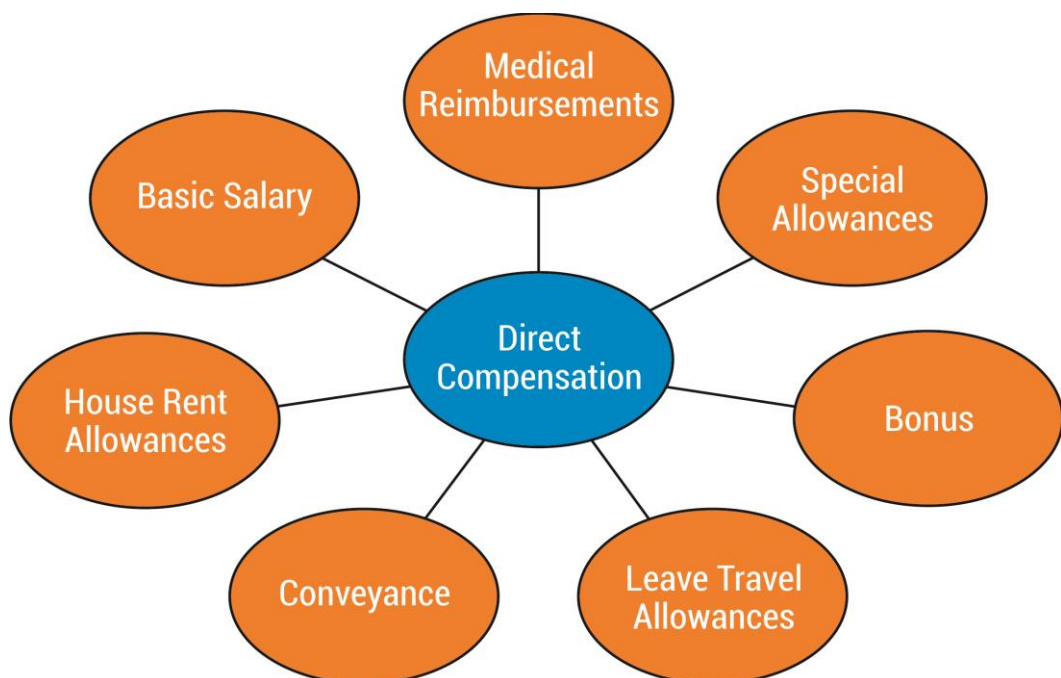 Medical
Reimbursements
Basic Salary
Special
Allowances
Direct
Compensation
House Rent
Allowances
Bonus
Conveyance
Leave Travel
Allowances